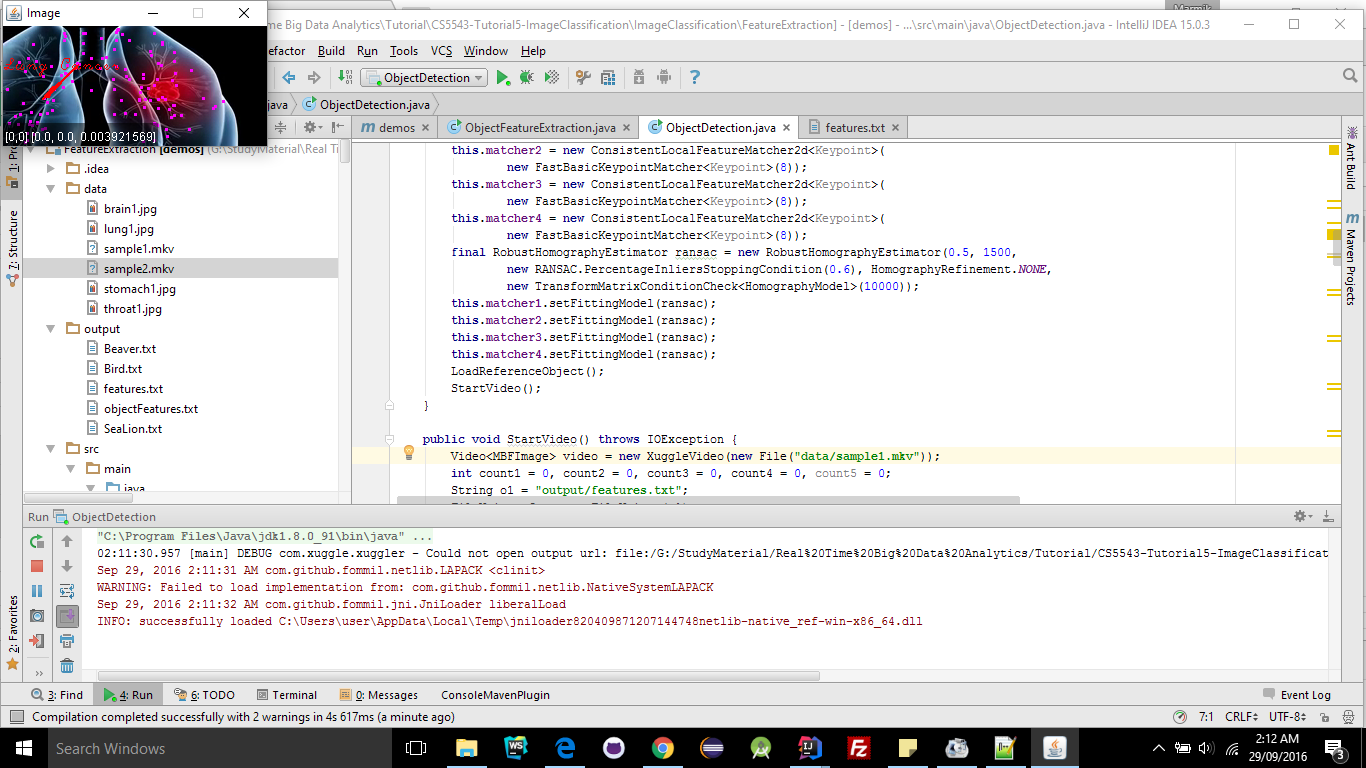 Image
me Big Data Analytics\Tutorial\CS5543-Tutorial5-ImageClassification\ImageClassification\FeatureExtraction] - [demos] - ...\src\main\java\ObjectDetection.java - IntelliJ IDEA 15.0.3
efactor Build Run Tools VCS Window Help
ObjectDetection
java ObjectDetection.java
[0,0] [0.0, 0.0, 0.003921569]
demos ObjectFeatureExtraction.java ObjectDetection.java features.txt
FeatureExtraction [demos] (G:\StudyMaterial\Real Ti
.idea
data
brain1.jpg
lung1.jpg
sample1.mkv
sample2.mkv
stomach1.jpg
throat1.jpg
output
Beaver.txt
Bird.txt
features.txt
objectFeatures.txt
SeaLion.txt
src
main
java
7: Structure
2: Favorites
Ant Build
Maven Projects
this.matcher2 = new ConsistentLocalFeatureMatcher2d<Keypoint>(
new FastBasicKeypointMatcher<Keypoint>(8));
this.matcher3 = new ConsistentLocalFeatureMatcher2d<Keypoint>(
new FastBasicKeypointMatcher<Keypoint>(8));
this.matcher4 = new ConsistentLocalFeatureMatcher2d<Keypoint>(
new FastBasicKeypointMatcher<Keypoint>(8));
final RobustHomographyEstimator ransac = new RobustHomographyEstimator(0.5, 1500,
new RANSAC.PercentageInliersStoppingCondition(0.6), HomographyRefinement.NONE,
new TransformMatrixConditionCheck<HomographyModel>(10000));
this.matcher1.setFittingModel(ransac);
this.matcher2.setFittingModel(ransac);
this.matcher3.setFittingModel(ransac);
this.matcher4.setFittingModel(ransac);
LoadReferenceObject();
StartVideo();
}
public void StartVideo() throws IOException {
Video<MBFImage> video = new XuggleVideo(new File("data/sample1.mkv"));
int count1 = 0, count2 = 0, count3 = 0, count4 = 0, count5 = 0;
String o1 = "output/features.txt";
Run ObjectDetection
"C:\Program Files\Java\jdk1.8.0_91\bin\java" ...
02:11:30.957 [main] DEBUG com.xuggle.xuggler - Could not open output url: file:/G:/StudyMaterial/Real%20Time%20Big%20Data%20Analytics/Tutorial/CS5543-Tutorial5-ImageClassificat
Sep 29, 2016 2:11:31 AM com.github.fommil.netlib.LAPACK <clinit>
WARNING: Failed to load implementation from: com.github.fommil.netlib.NativeSystemLAPACK
Sep 29, 2016 2:11:32 AM com.github.fommil.jni.JniLoader liberalLoad
INFO: successfully loaded C:\Users\user\AppData\Local\Temp\jniloader820409871207144748netlib-native_ref-win-x86_64.dll
3: Find 4: Run 6: TODO Terminal 0: Messages ConsoleMavenPlugin Event Log
Compilation completed successfully with 2 warnings in 4s 617ms (a minute ago) 7:1 CRLF UTF-8
Search Windows
2:12 AM
29/09/2016
3